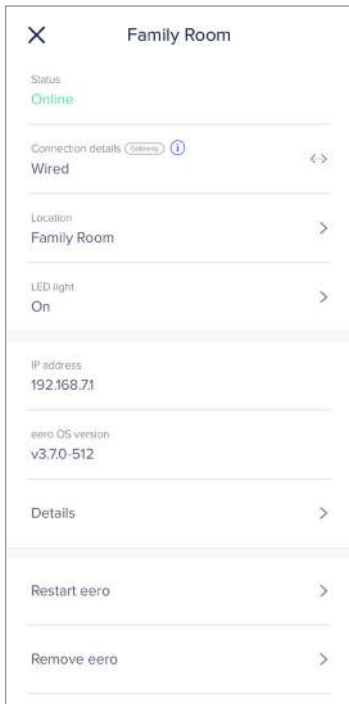 Family Room
Status
Online
Connection details Gateway
Wired
Location
Family Room
LED light
On
IP address
192.168.7.1
eero OS version
v3.7.0-512
Details
Restart eero
Remove eero